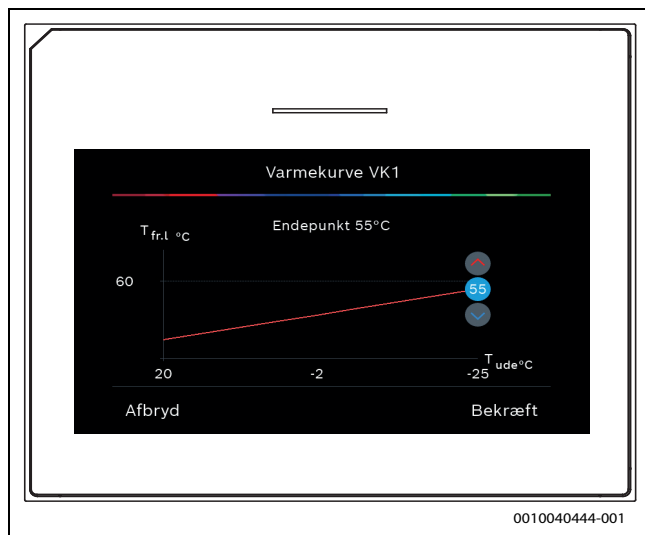 Varmekurve VK1
Endepunkt 55°C
T fr.l °C
60
55
T ude°C
20 -2 -25
Afbryd Bekræft
0010040444-001